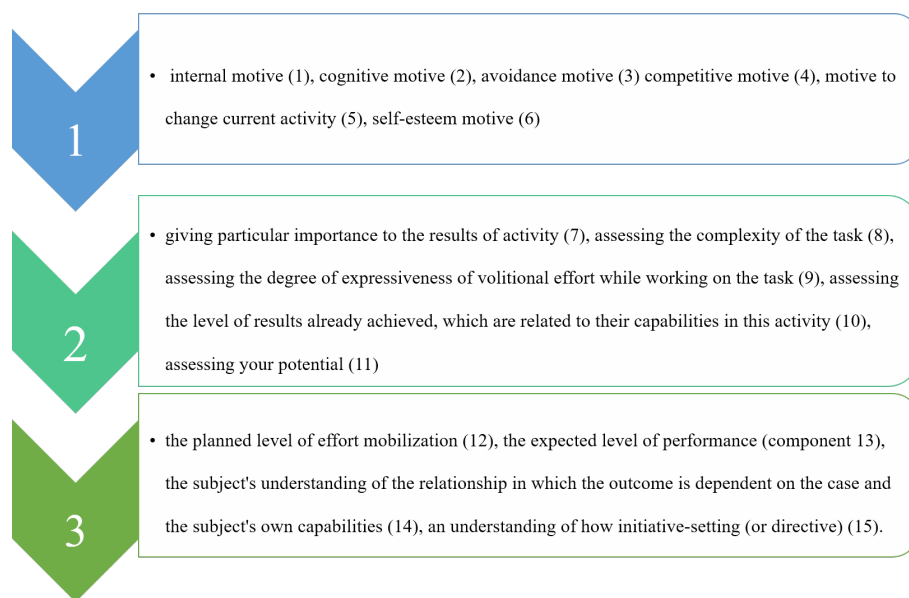 1
• internal motive (1), cognitive motive (2), avoidance motive (3) competitive motive (4), motive to
change current activity (5), self-esteem motive (6)
2
• giving particular importance to the results of activity (7), assessing the complexity of the task (8),
assessing the degree of expressiveness of volitional effort while working on the task (9), assessing
the level of results already achieved, which are related to their capabilities in this activity (10),
assessing your potential (11)
3
• the planned level of effort mobilization (12), the expected level of performance (component 13),
the subject's understanding of the relationship in which the outcome is dependent on the case and
the subject's own capabilities (14), an understanding of how initiative-setting (or directive) (15).